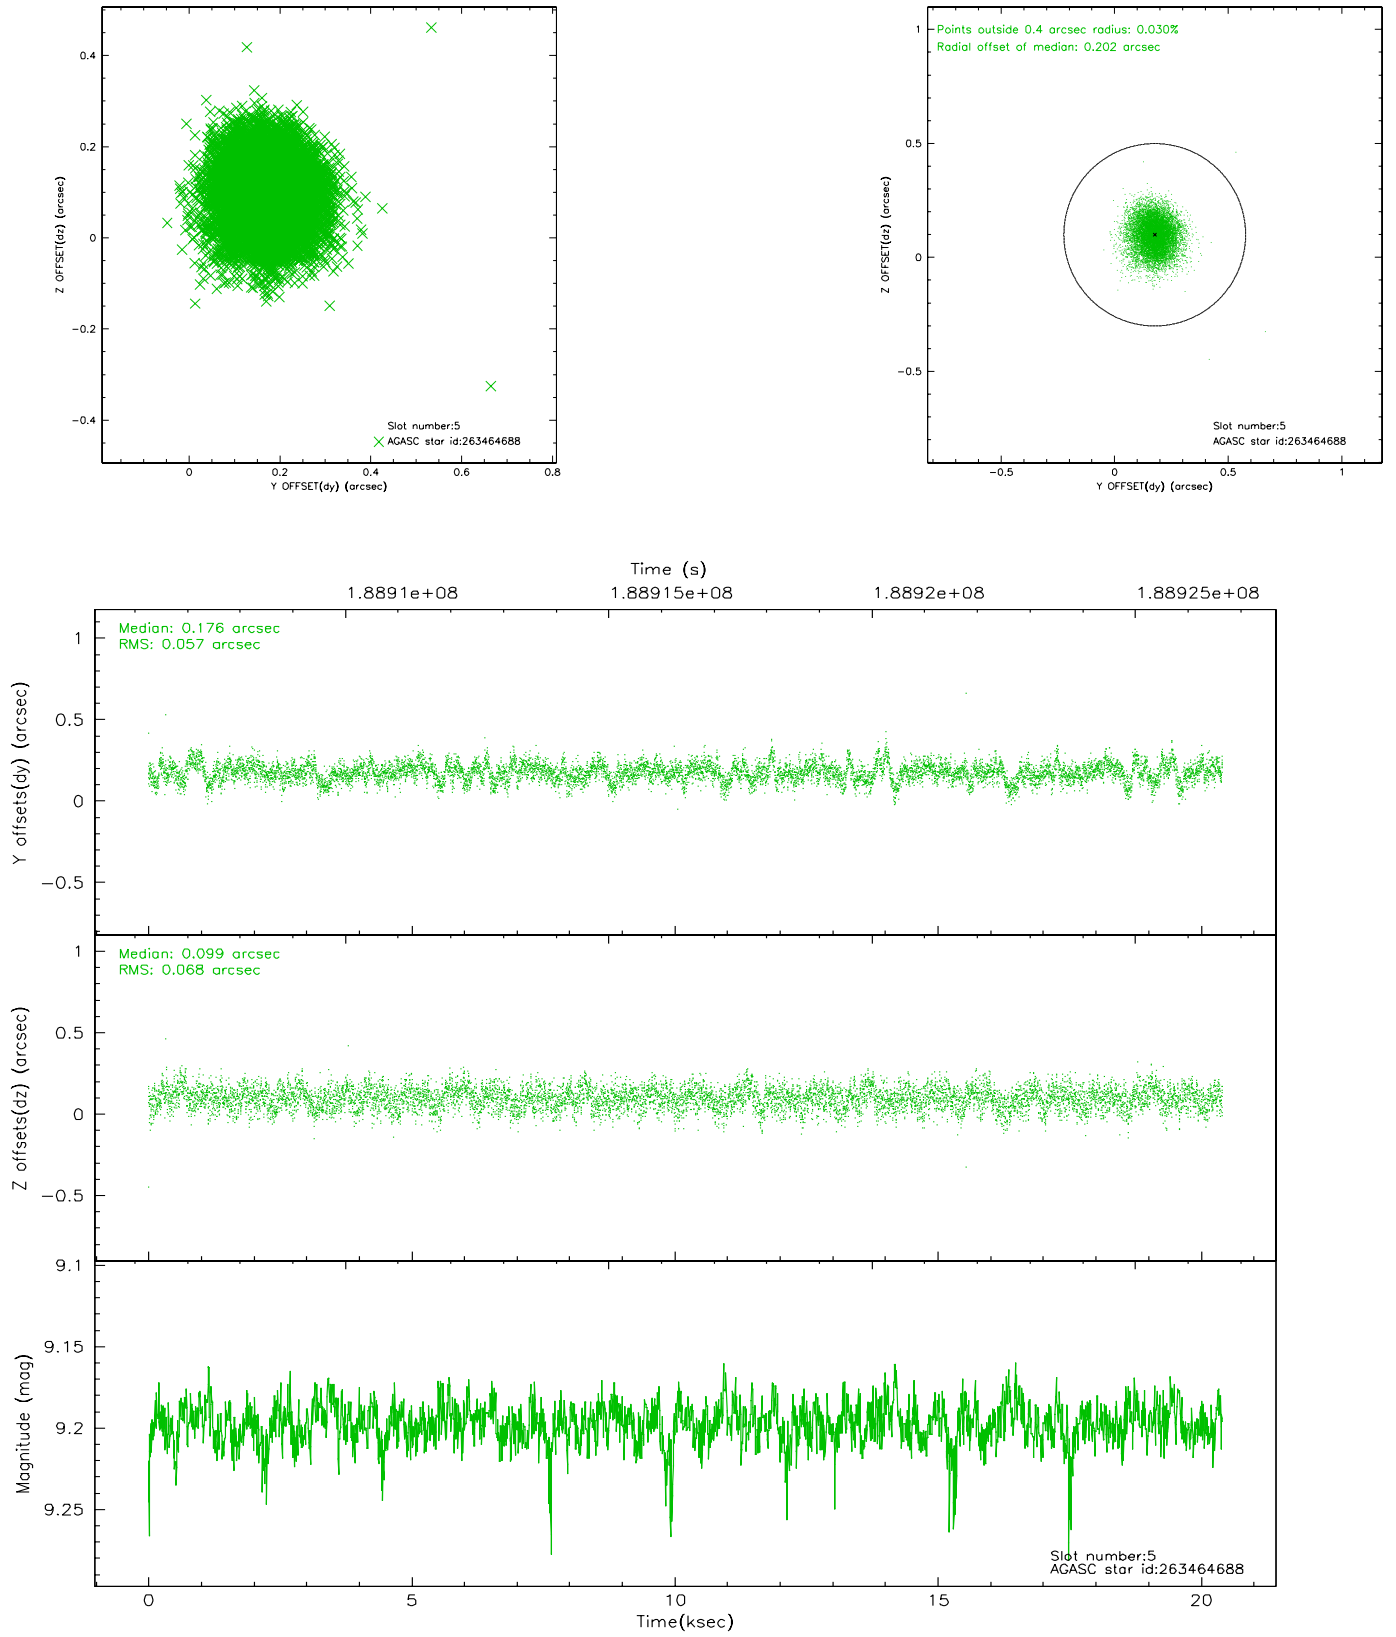 0.4
0.2
0
−0.2
−0.4
Z OFFSET(dz) (arcsec)
Slot number:5
AGASC star id:263464688
0
0.2
0.4
0.6
0.8
Y OFFSET(dy) (arcsec)
Points outside 0.4 arcsec radius: 0.030%
Radial offset of median: 0.202 arcsec
1
0.5
0
−0.5
Z OFFSET(dz) (arcsec)
Slot number:5
AGASC star id:263464688
−0.5
0
0.5
1
Y OFFSET(dy) (arcsec)
Time (s)
1.8891e+08
1.88915e+08
1.8892e+08
1.88925e+08
Median: 0.176 arcsec
RMS: 0.057 arcsec
1
0.5
0
−0.5
Y offsets(dy) (arcsec)
Median: 0.099 arcsec
RMS: 0.068 arcsec
1
0.5
0
−0.5
Z offsets(dz) (arcsec)
9.1
9.15
9.2
9.25
Magnitude (mag)
Slot number:5
AGASC star id:263464688
0
5
10
15
20
Time(ksec)